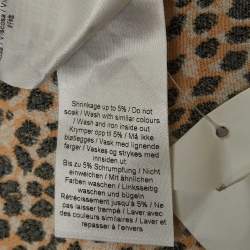 Viscosa / Vis
Shrinkage up to 5% / Do not
soak / Wash with similar colours
/ Wash and iron inside out
Krymper opp til 5% / Må ikke
bløtlegges / Vask med lignende
farger / Vaskes og strykes med
innsiden ut.
Bis zu 5% Schrumpfung / Nicht
einweichen / Mit ähnlichen
Farben waschen / Linksseitig
waschen und bügeln
Rétrécissement jusqu'à 5% / Ne
pas laisser tremper / Laver avec
des couleurs similaires / Laver et
repasser à l'envers